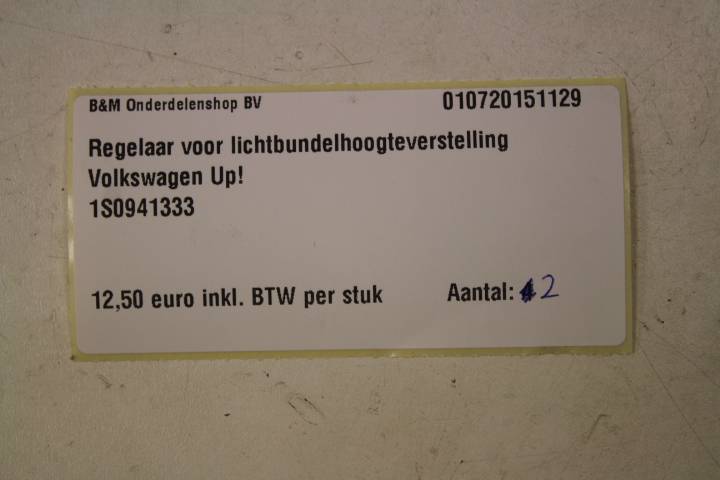 B&M Onderdelenshop BV 010720151129
Regelaar voor lichtbundelhoogteverstelling
Volkswagen Up!
1S0941333
12,50 euro inkl. BTW per stuk Aantal: 2